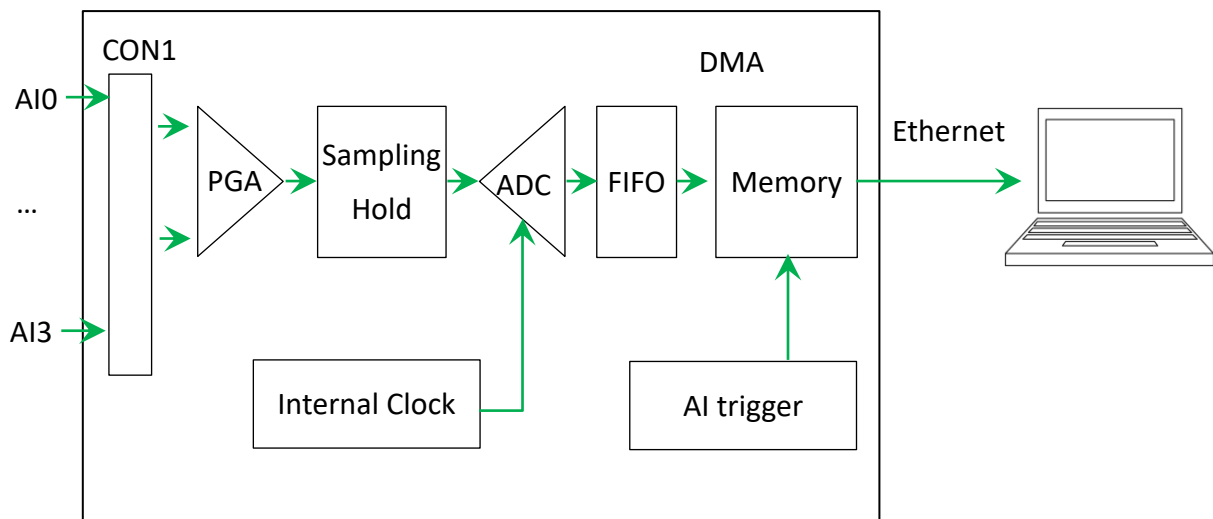 CON1
DMA
AI0
Ethernet
Sampling
Hold
PGA
ADC
FIFO
Memory
...
AI3
Internal Clock
AI trigger